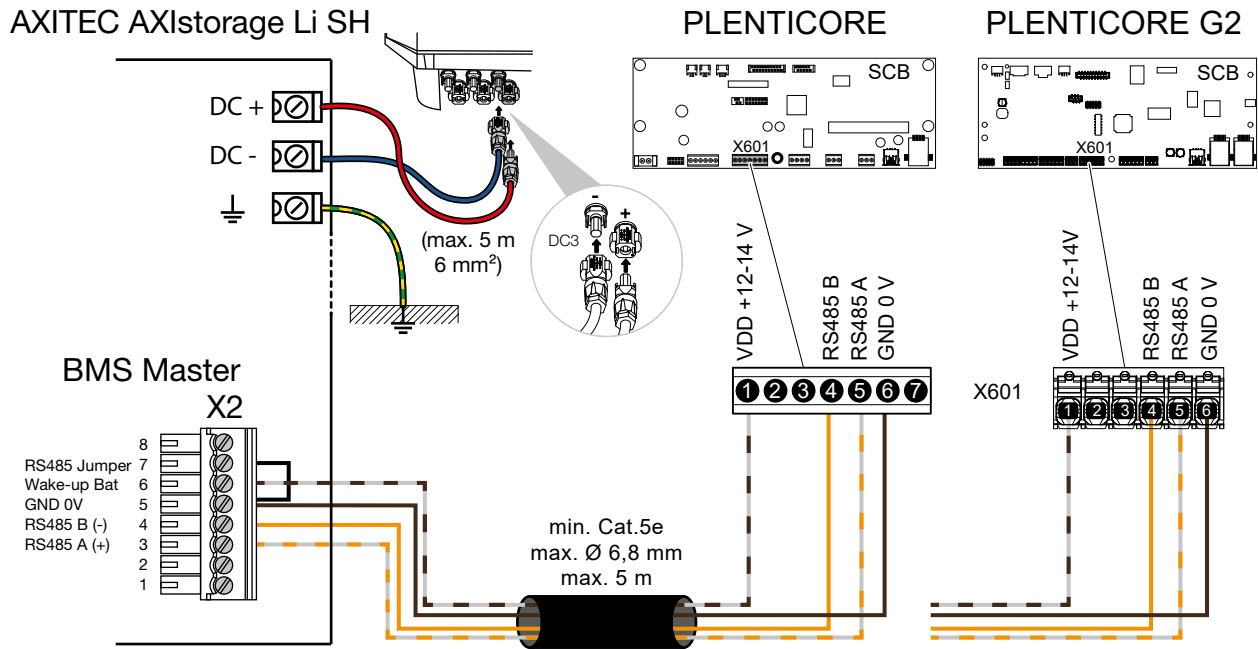 AXITEC AXIstorage Li SH
PLENTICORE
PLENTICORE G2
DC +
DC -
(max. 5 m
6 mm²)
-
+
DC3
SCB
X601
SCB
X601
VDD +12-14 V
RS485 B
RS485 A
GND 0 V
VDD +12-14V
RS485 B
RS485 A
GND 0 V
1 2 3 4 5 6 7
X601
1 2 3 4 5 6
BMS Master
X2
8
RS485 Jumper 7
Wake-up Bat 6
GND 0V 5
RS485 B (-) 4
RS485 A (+) 3
2
1
min. Cat.5e
max. Ø 6,8 mm
max. 5 m